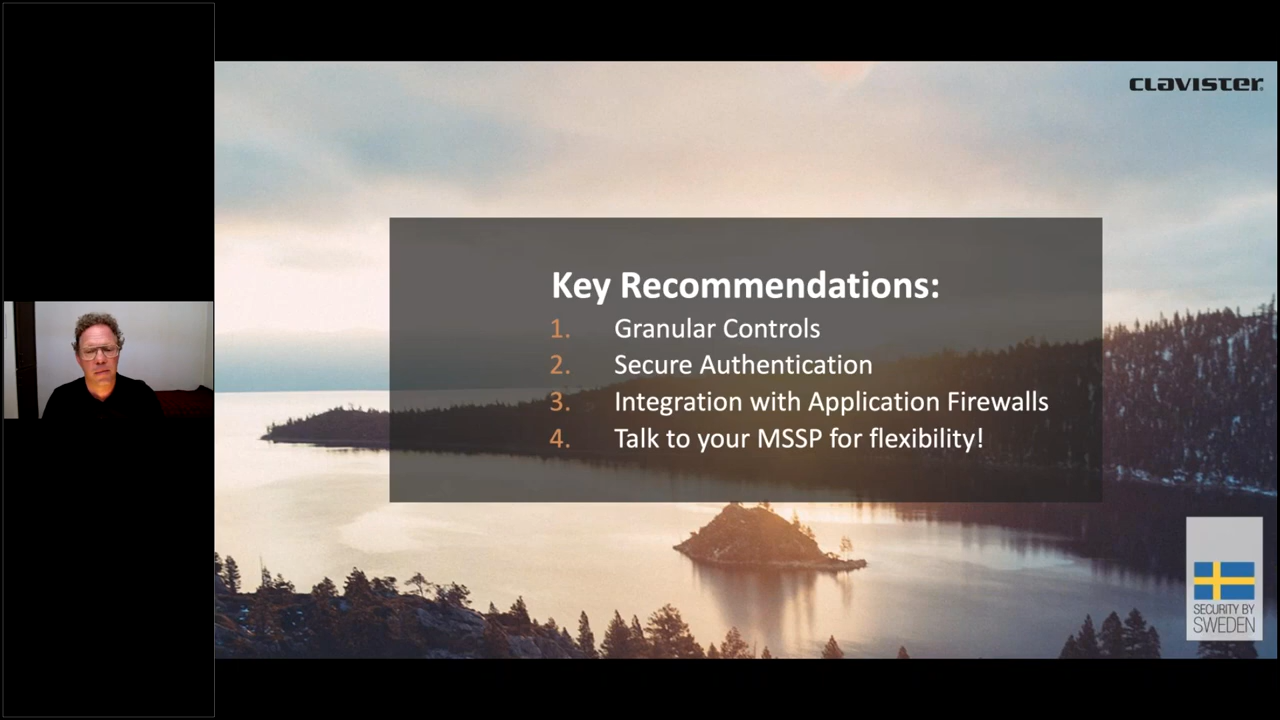 CLAVISTER
Key Recommendations:
1. Granular Controls
2. Secure Authentication
3. Integration with Application Firewalls
4. Talk to your MSSP for flexibility!
SECURITY BY
SWEDEN